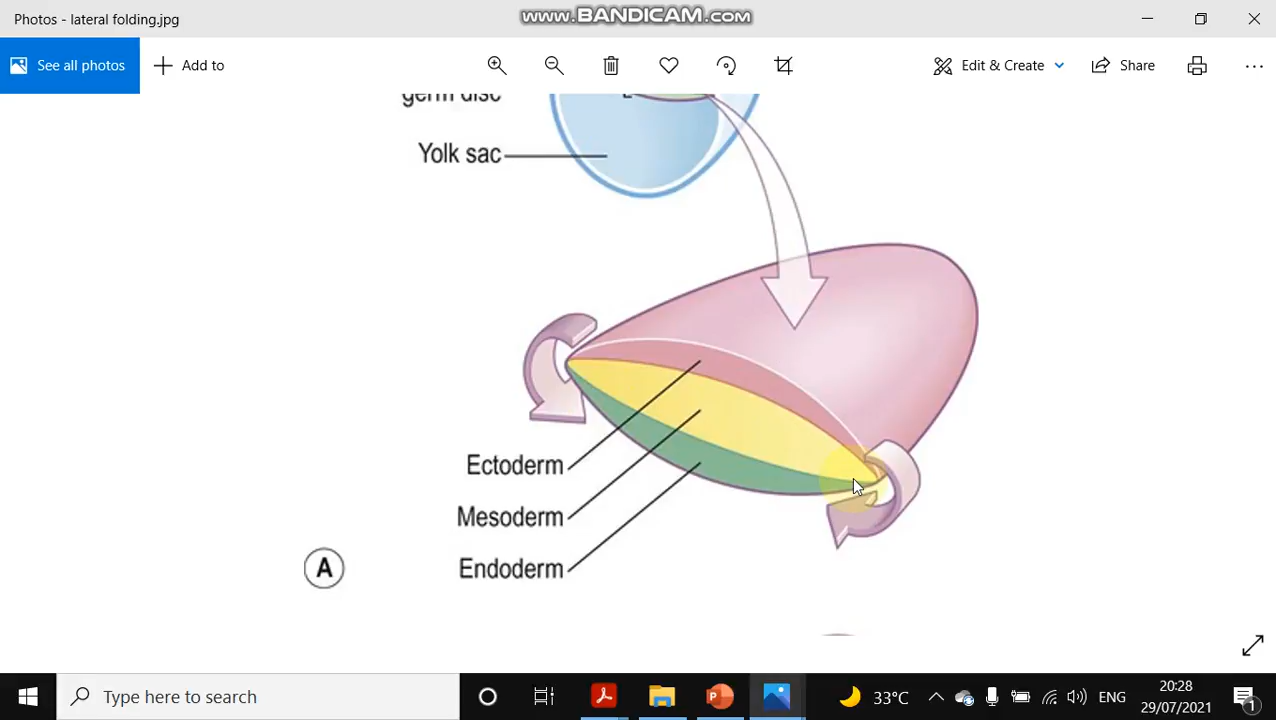 Photos - lateral folding.jpg
www.BANDICAM.com
See all photos
Add to
Edit & Create
Share
germ disc
Yolk sac
Ectoderm
Mesoderm
Endoderm
A
Type here to search
33°C
ENG
20:28
29/07/2021
1